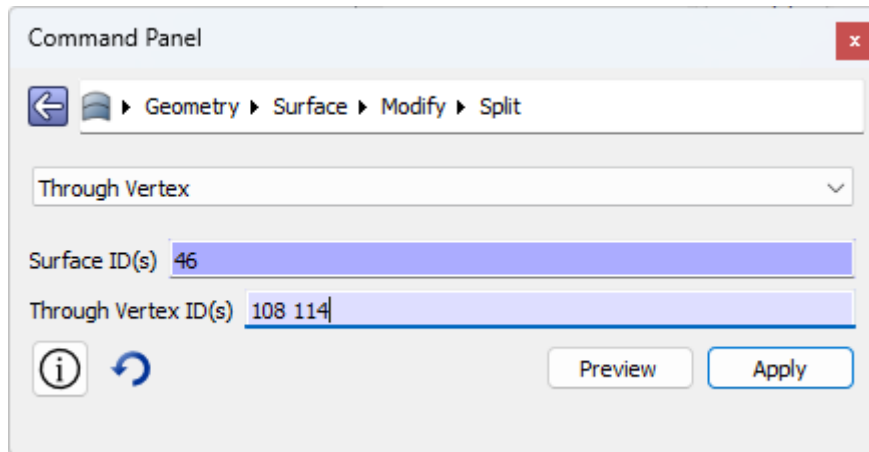 Command Panel
x
Geometry Surface Modify Split
Through Vertex
Surface ID(s) 46
Through Vertex ID(s) 108 114
Preview Apply